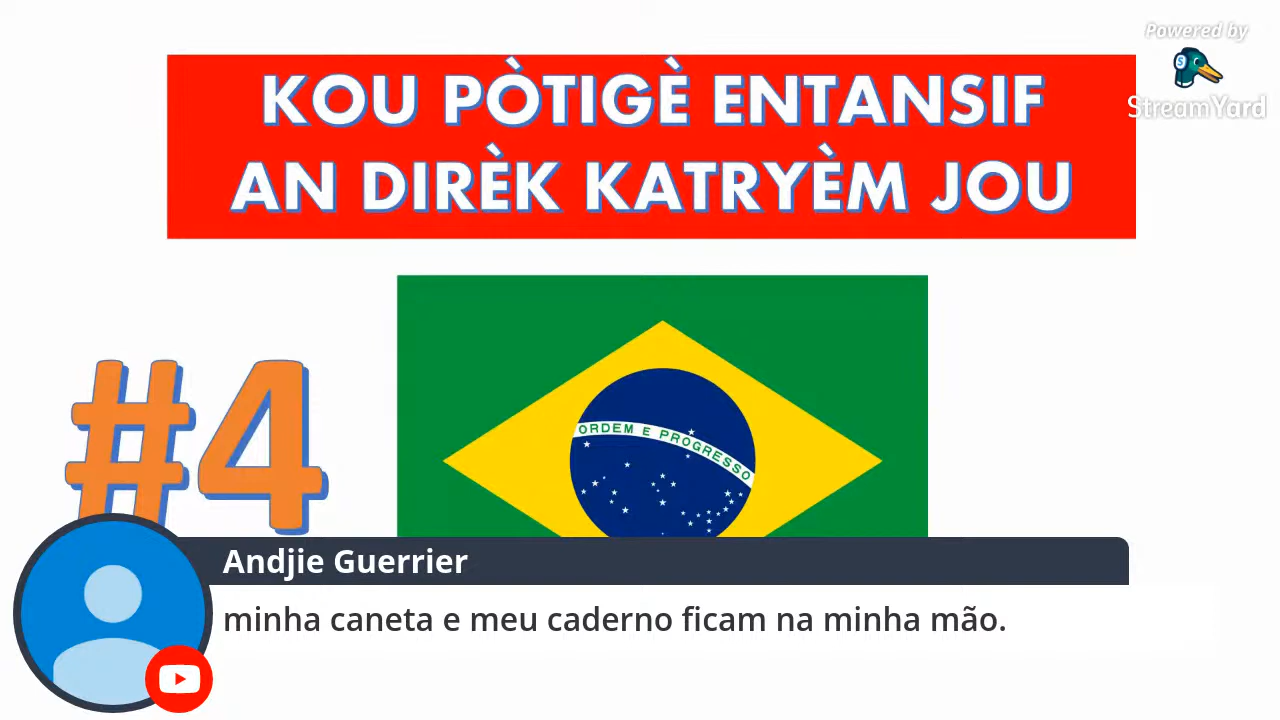 Powered by
StreamYard
KOU PÒTIGÈ ENTANSIF
AN DIRÈK KATRYÈM JOU
#4
ORDEM E PROGRESSO
Andjie Guerrier
minha caneta e meu caderno ficam na minha mão.